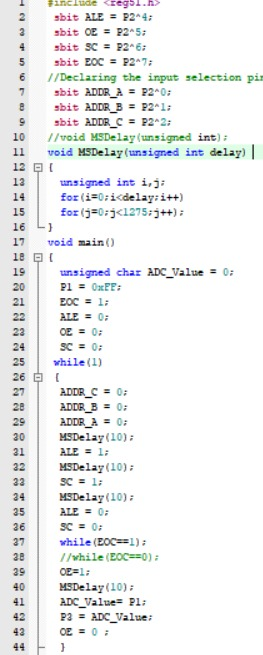 1 #include <reg51.h>
2 sbit ALE = P2^4;
3 sbit OE = P2^5;
4 sbit SC = P2^6;
5 sbit EOC = P2^7;
6 //Declaring the input selection pin
7 sbit ADDR_A = P2^0;
8 sbit ADDR_B = P2^1;
9 sbit ADDR_C = P2^2;
10 //void MSDelay(unsigned int);
11 void MSDelay(unsigned int delay)
12 {
13 unsigned int i,j;
14 for(i=0;i<delay;i++)
15 for(j=0;j<1275;j++);
16 }
17 void main()
18 {
19 unsigned char ADC_Value = 0;
20 P1 = 0xFF;
21 EOC = 1;
22 ALE = 0;
23 OE = 0;
24 SC = 0;
25 while(1)
26 {
27 ADDR_C = 0;
28 ADDR_B = 0;
29 ADDR_A = 0;
30 MSDelay(10);
31 ALE = 1;
32 MSDelay(10);
33 SC = 1;
34 MSDelay(10);
35 ALE = 0;
36 SC = 0;
37 while(EOC==1);
38 //while(EOC==0);
39 OE=1;
40 MSDelay(10);
41 ADC_Value= P1;
42 P3 = ADC_Value;
43 OE = 0 ;
44 }